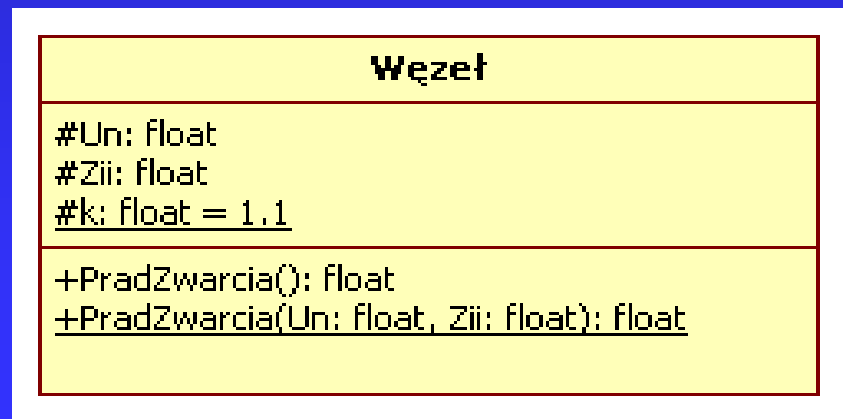 Węzeł
#Un: float
#Zii: float
#k: float = 1.1
+PradZwarcia(): float
+PradZwarcia(Un: float, Zii: float): float